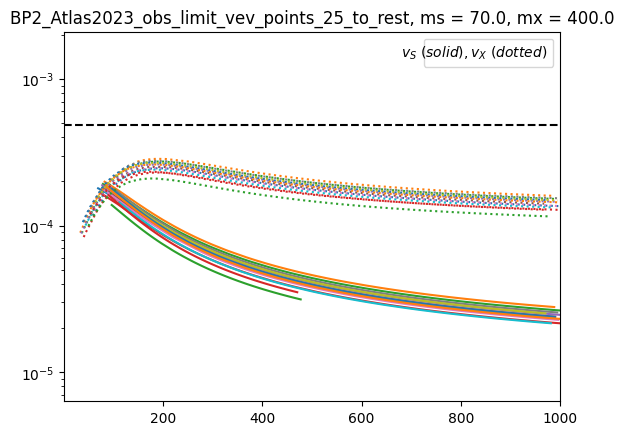 BP2_Atlas2023_obs_limit_vev_points_25_to_rest, ms = 70.0, mx = 400.0
v_S (solid), v_X (dotted)
10⁻³
10⁻⁴
10⁻⁵
200 400 600 800 1000